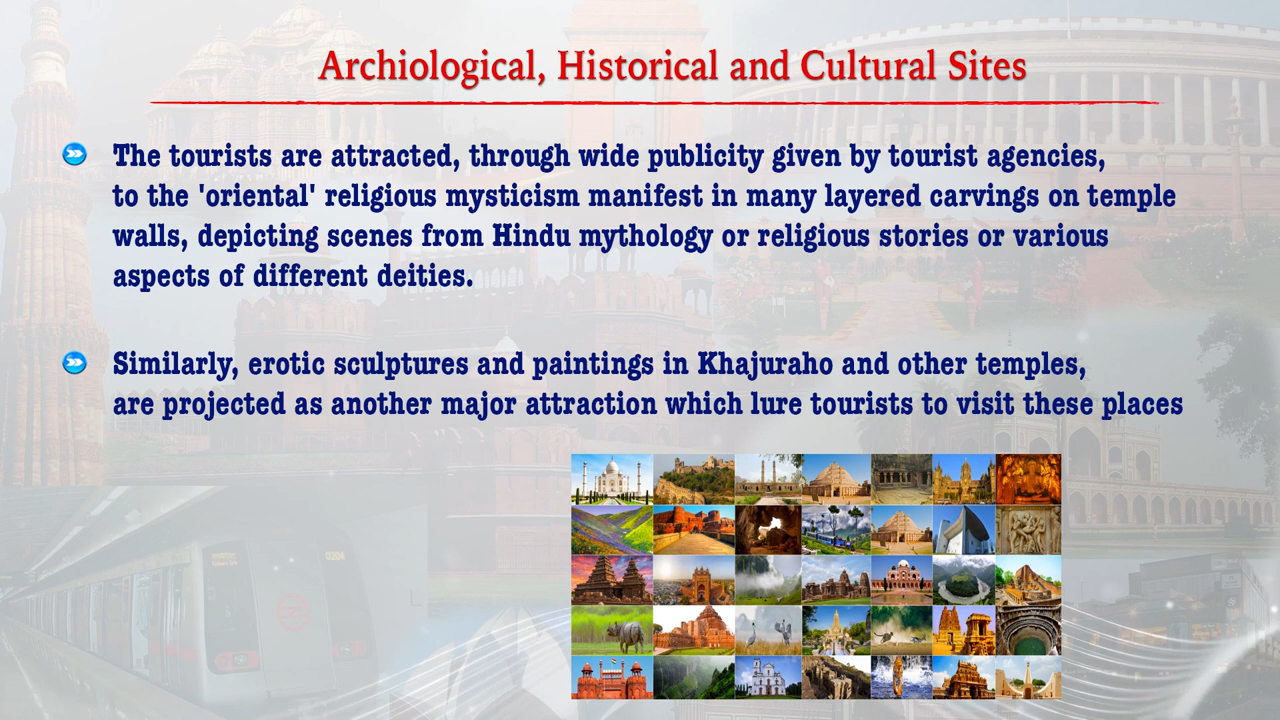 Archiological, Historical and Cultural Sites
The tourists are attracted, through wide publicity given by tourist agencies,
to the 'oriental' religious mysticism manifest in many layered carvings on temple
walls, depicting scenes from Hindu mythology or religious stories or various
aspects of different deities.
Similarly, erotic sculptures and paintings in Khajuraho and other temples,
are projected as another major attraction which lure tourists to visit these places